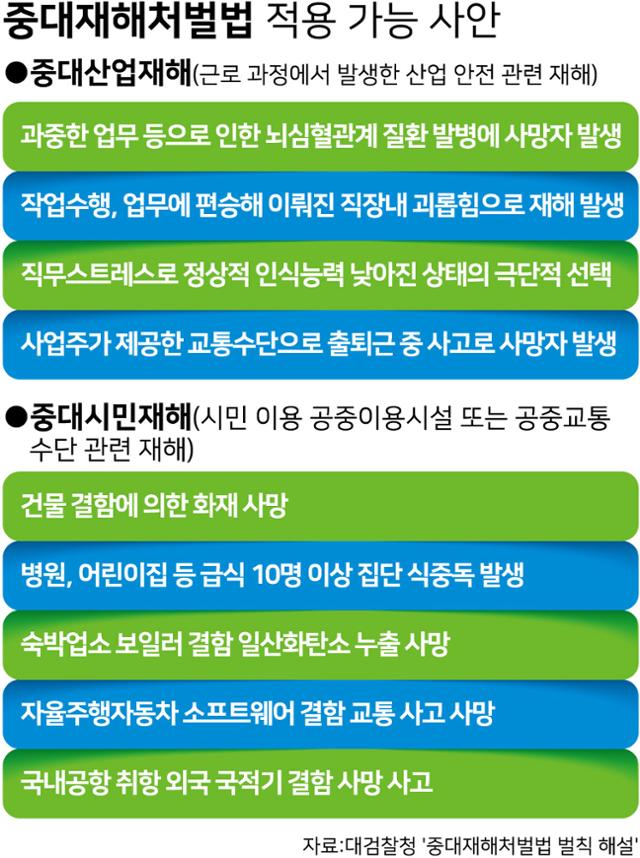 중대재해처벌법 적용 가능 사안
●중대산업재해(근로 과정에서 발생한 산업 안전 관련 재해)
과중한 업무 등으로 인한 뇌심혈관계 질환 발병에 사망자 발생
작업수행, 업무에 편승해 이뤄진 직장내 괴롭힘으로 재해 발생
직무스트레스로 정상적 인식능력 낮아진 상태의 극단적 선택
사업주가 제공한 교통수단으로 출퇴근 중 사고로 사망자 발생
●중대시민재해(시민 이용 공중이용시설 또는 공중교통
수단 관련 재해)
건물 결함에 의한 화재 사망
병원, 어린이집 등 급식 10명 이상 집단 식중독 발생
숙박업소 보일러 결함 일산화탄소 누출 사망
자율주행자동차 소프트웨어 결함 교통 사고 사망
국내공항 취항 외국 국적기 결함 사망 사고
자료:대검찰청 '중대재해처벌법 벌칙 해설'